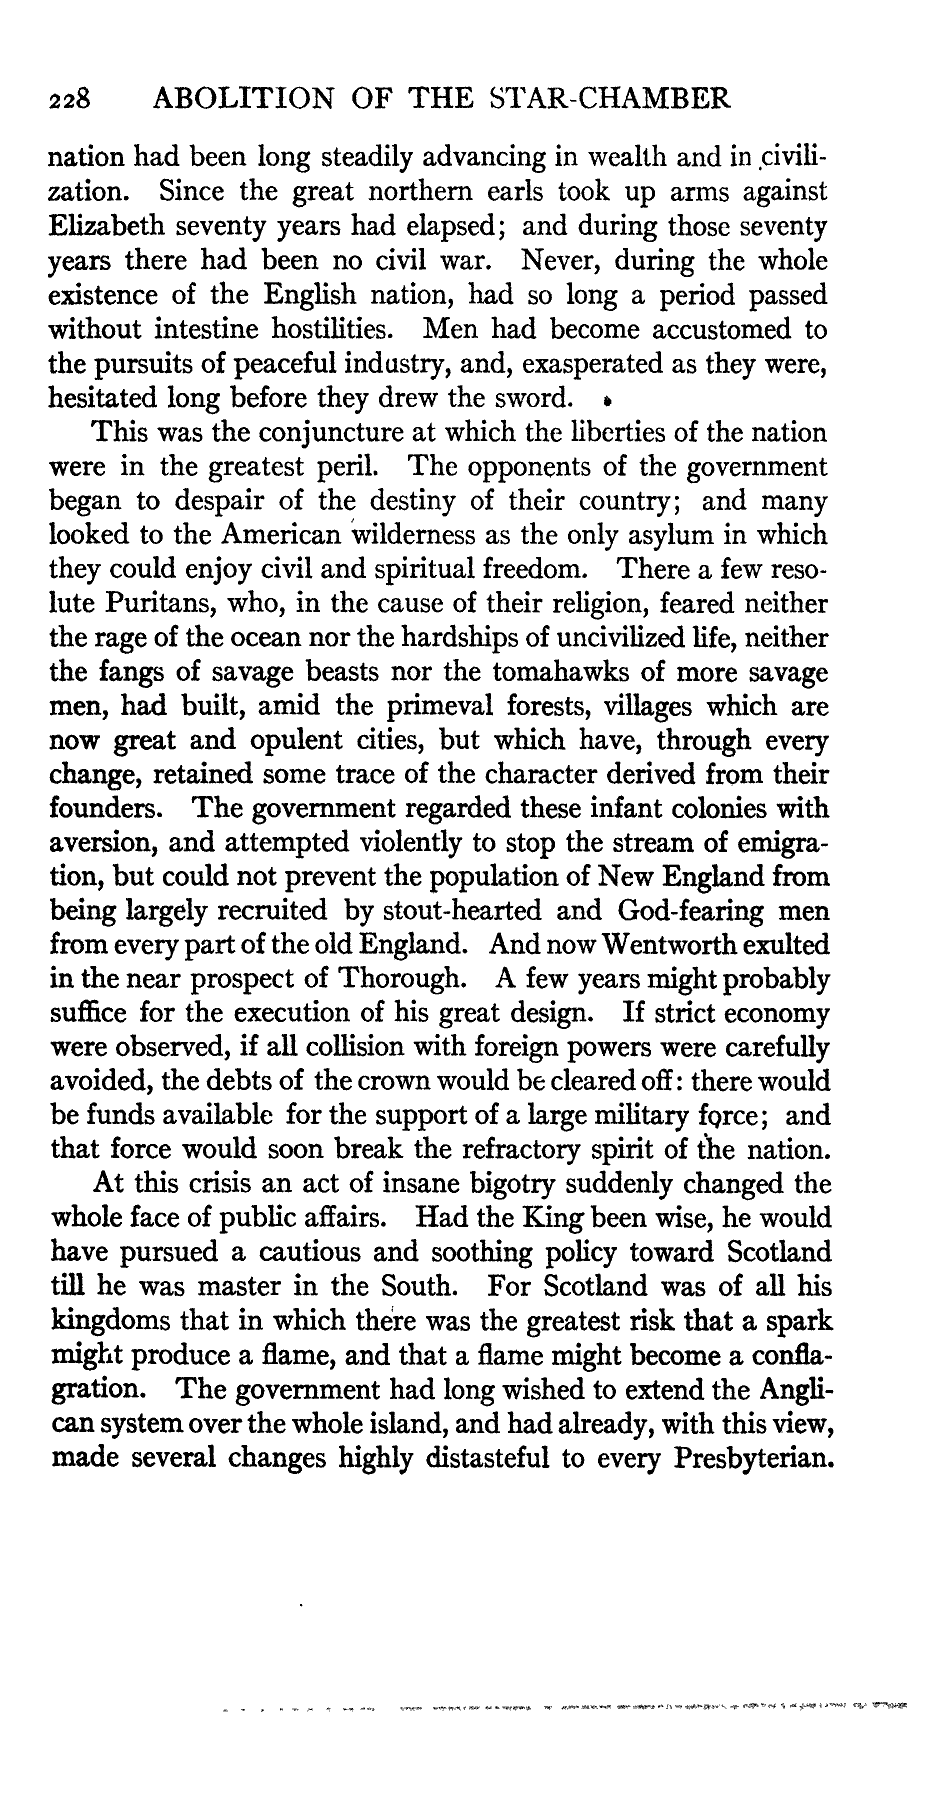 228 ABOLITION OF THE STAR-CHAMBER
nation had been long steadily advancing in wealth and in civili-
zation. Since the great northern earls took up arms against
Elizabeth seventy years had elapsed; and during those seventy
years there had been no civil war. Never, during the whole
existence of the English nation, had so long a period passed
without intestine hostilities. Men had become accustomed to
the pursuits of peaceful industry, and, exasperated as they were,
hesitated long before they drew the sword.
This was the conjuncture at which the liberties of the nation
were in the greatest peril. The opponents of the government
began to despair of the destiny of their country; and many
looked to the American wilderness as the only asylum in which
they could enjoy civil and spiritual freedom. There a few reso-
lute Puritans, who, in the cause of their religion, feared neither
the rage of the ocean nor the hardships of uncivilized life, neither
the fangs of savage beasts nor the tomahawks of more savage
men, had built, amid the primeval forests, villages which are
now great and opulent cities, but which have, through every
change, retained some trace of the character derived from their
founders. The government regarded these infant colonies with
aversion, and attempted violently to stop the stream of emigra-
tion, but could not prevent the population of New England from
being largely recruited by stout-hearted and God-fearing men
from every part of the old England. And now Wentworth exulted
in the near prospect of Thorough. A few years might probably
suffice for the execution of his great design. If strict economy
were observed, if all collision with foreign powers were carefully
avoided, the debts of the crown would be cleared off: there would
be funds available for the support of a large military force; and
that force would soon break the refractory spirit of the nation.
At this crisis an act of insane bigotry suddenly changed the
whole face of public affairs. Had the King been wise, he would
have pursued a cautious and soothing policy toward Scotland
till he was master in the South. For Scotland was of all his
kingdoms that in which there was the greatest risk that a spark
might produce a flame, and that a flame might become a confla-
gration. The government had long wished to extend the Angli-
can system over the whole island, and had already, with this view,
made several changes highly distasteful to every Presbyterian.